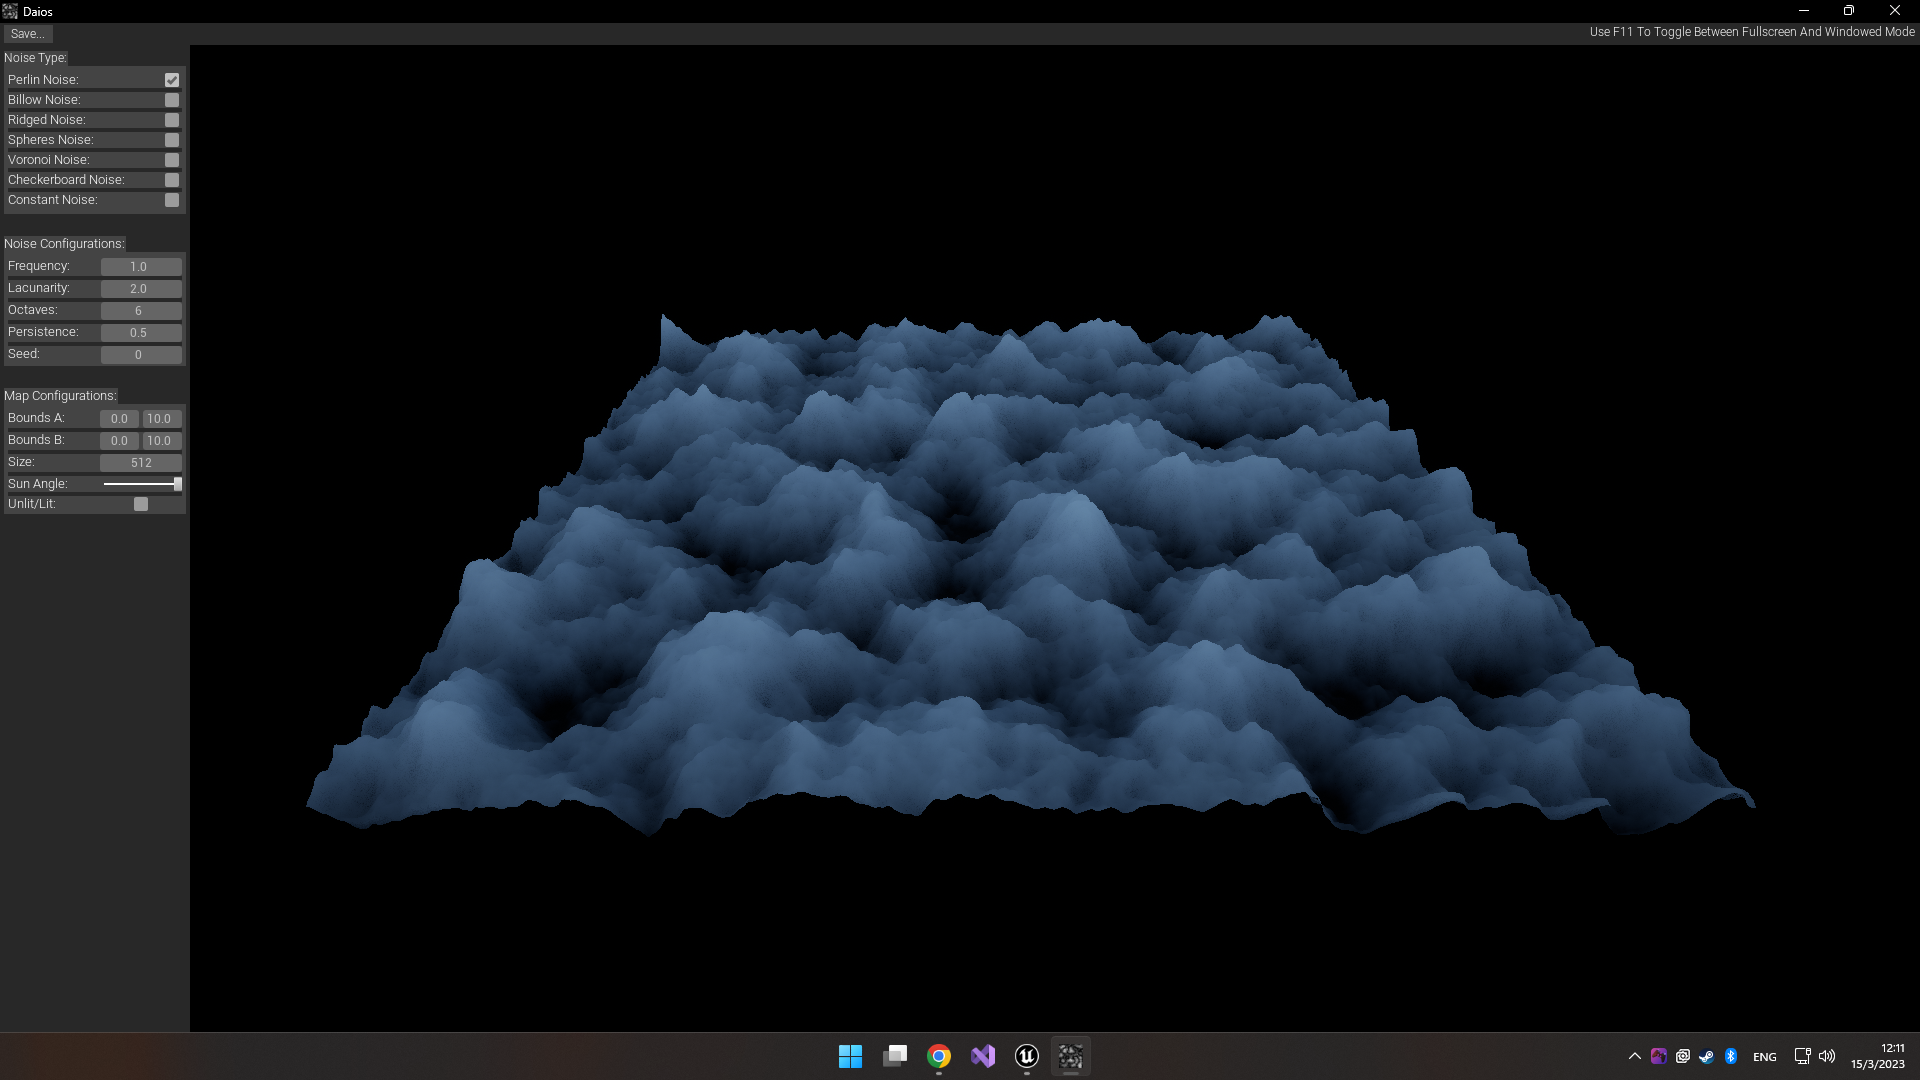 Daios
Save...
Use F11 To Toggle Between Fullscreen And Windowed Mode
Noise Type:
Perlin Noise:
Billow Noise:
Ridged Noise:
Spheres Noise:
Voronoi Noise:
Checkerboard Noise:
Constant Noise:
Noise Configurations:
Frequency: 1.0
Lacunarity: 2.0
Octaves: 6
Persistence: 0.5
Seed: 0
Map Configurations:
Bounds A: 0.0 10.0
Bounds B: 0.0 10.0
Size: 512
Sun Angle:
Unlit/Lit:
ENG
12:11
15/3/2023